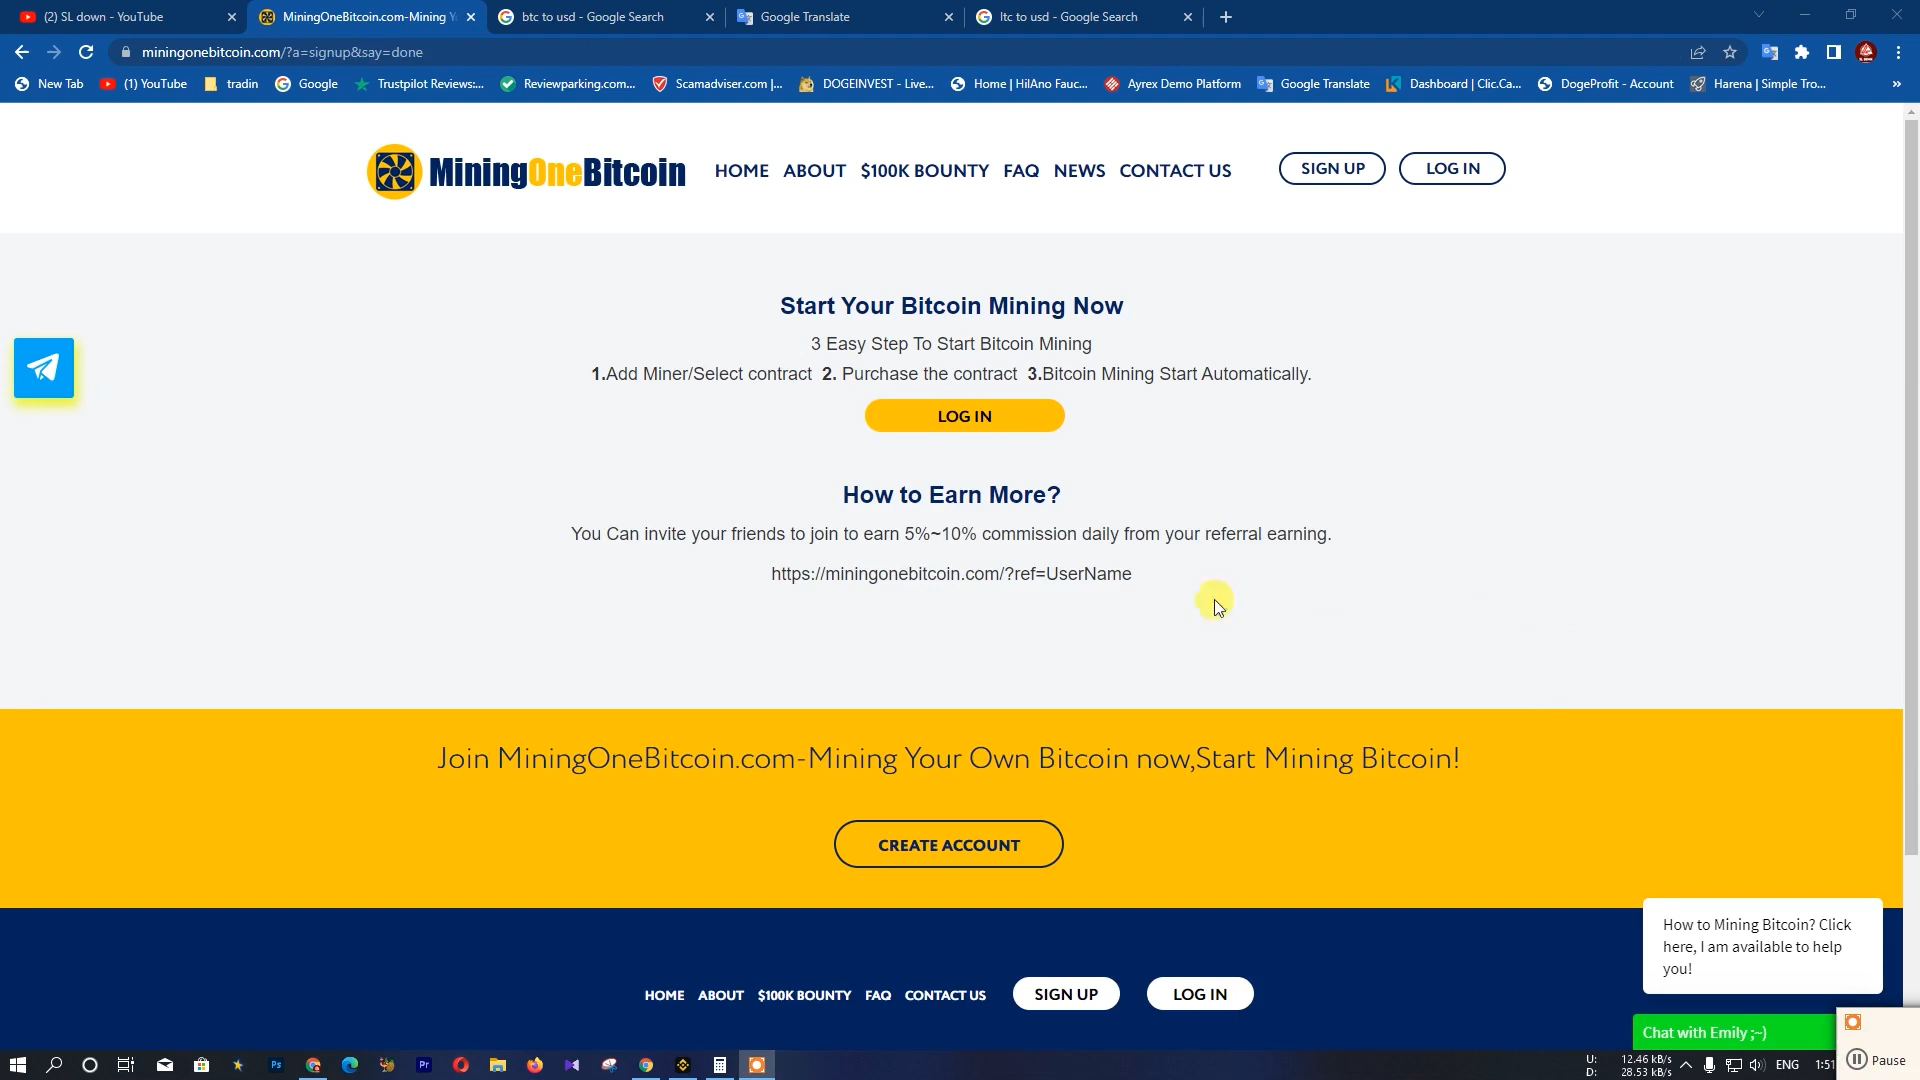 (2) SL down - YouTube
MiningOneBitcoin.com-Mining Y
btc to usd - Google Search
Google Translate
ltc to usd - Google Search
miningonebitcoin.com/?a=signup&say=done
New Tab
(1) YouTube
tradin
Google
Trustpilot Reviews:...
Reviewparking.com...
Scamadviser.com |...
DOGEINVEST - Live...
Home | HilAno Fauc...
Ayrex Demo Platform
Google Translate
Dashboard | Clic.Ca...
DogeProfit - Account
Harena | Simple Tro...
»
MiningOneBitcoin
HOME ABOUT $100K BOUNTY FAQ NEWS CONTACT US
SIGN UP
LOG IN
Start Your Bitcoin Mining Now
3 Easy Step To Start Bitcoin Mining
1.Add Miner/Select contract 2. Purchase the contract 3.Bitcoin Mining Start Automatically.
LOG IN
How to Earn More?
You Can invite your friends to join to earn 5%~10% commission daily from your referral earning.
https://miningonebitcoin.com/?ref=UserName
Join MiningOneBitcoin.com-Mining Your Own Bitcoin now,Start Mining Bitcoin!
CREATE ACCOUNT
How to Mining Bitcoin? Click
here, I am available to help
you!
HOME ABOUT $100K BOUNTY FAQ CONTACT US
SIGN UP
LOG IN
Chat with Emily ;~)
Ps
Pr
U: 12.46 kB/s
D: 28.53 kB/s
ENG
1:51
Pause